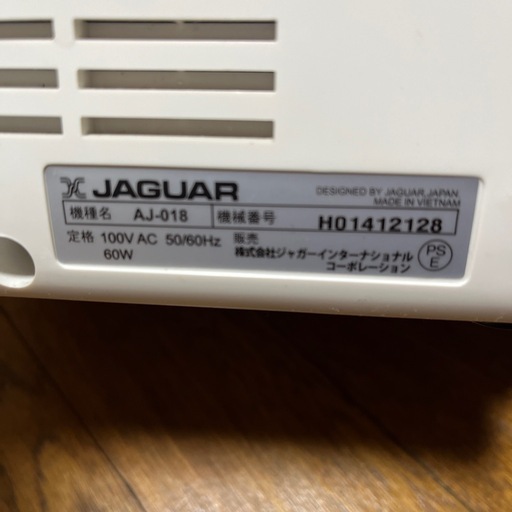 JAGUAR
DESIGNED BY JAGUAR, JAPAN
MADE IN VIETNAM
機種名 AJ-018 機械番号 H01412128
定格 100V AC 50/60Hz 販売 株式会社ジャガーインターナショナル
60W コーポレーション
PS
E